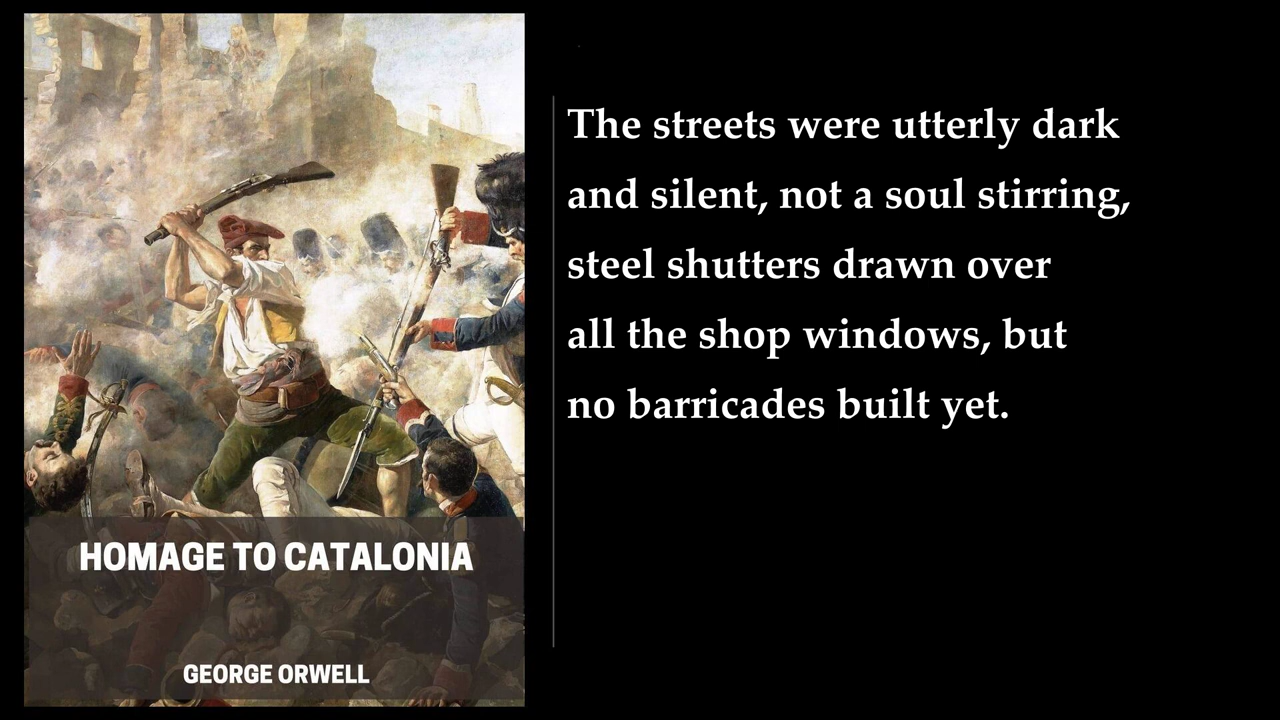 HOMAGE TO CATALONIA
GEORGE ORWELL
The streets were utterly dark
and silent, not a soul stirring,
steel shutters drawn over
all the shop windows, but
no barricades built yet.